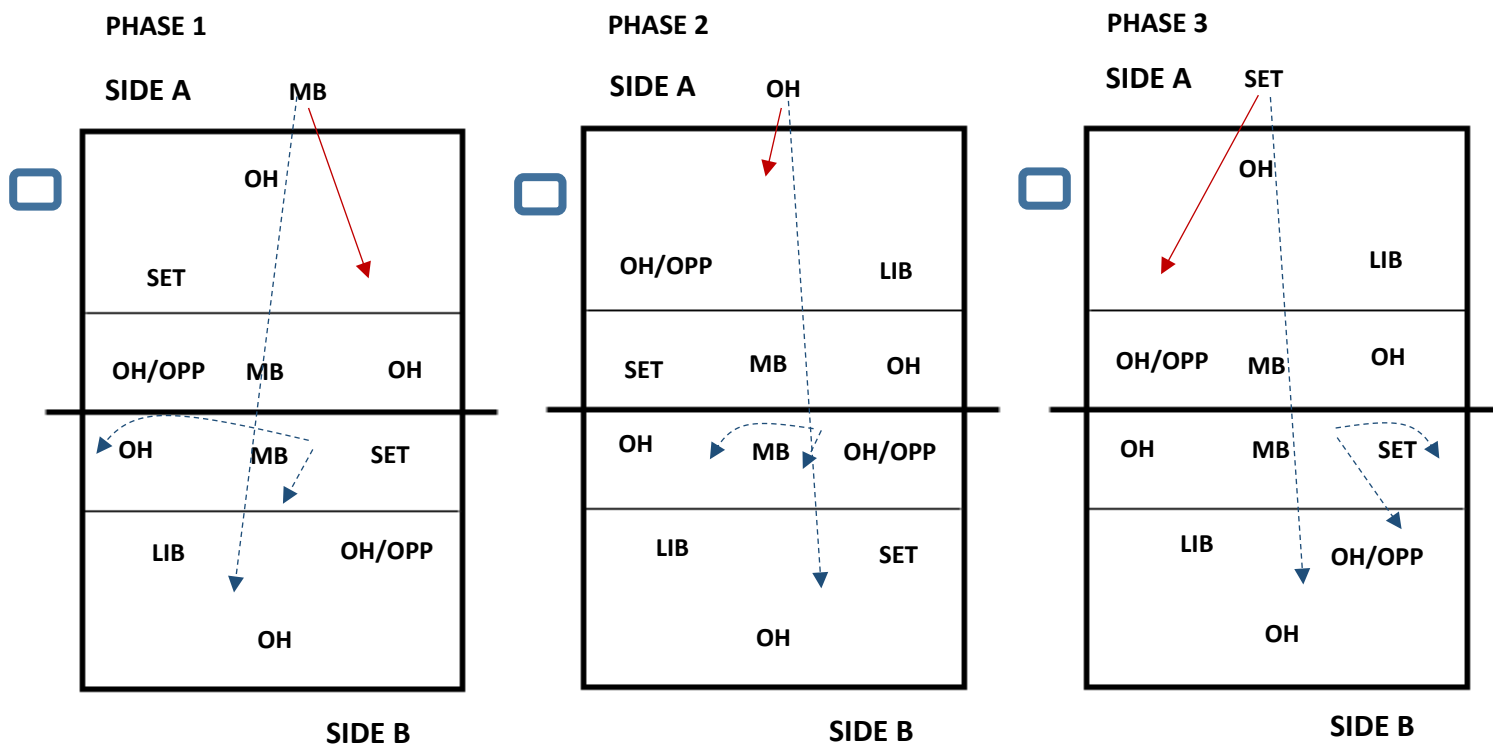 PHASE 1
SIDE A
MB
OH
SET
OH/OPP MB OH
OH MB SET
LIB OH/OPP
OH
SIDE B
PHASE 2
SIDE A
OH
OH/OPP LIB
SET MB OH
OH MB OH/OPP
LIB SET
OH
SIDE B
PHASE 3
SIDE A
SET
OH
LIB
OH/OPP MB OH
OH MB SET
LIB OH/OPP
OH
SIDE B